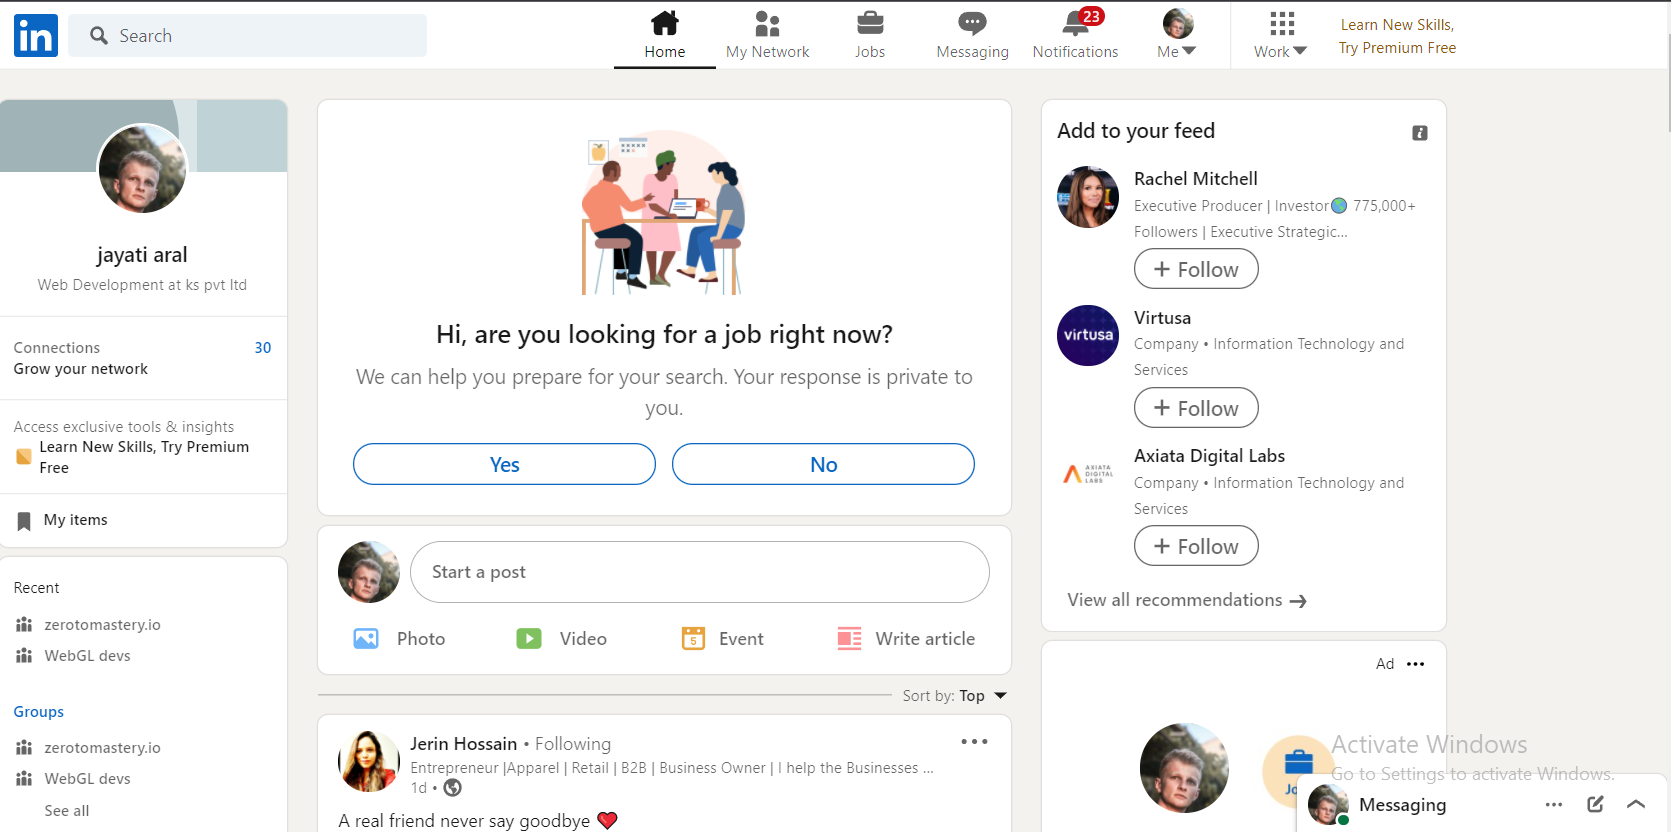 in
Search
Home
My Network
Jobs
Messaging
23
Notifications
Me
Work
Learn New Skills,
Try Premium Free
jayati aral
Web Development at ks pvt ltd
Connections 30
Grow your network
Access exclusive tools & insights
Learn New Skills, Try Premium
Free
My items
Recent
zerotomastery.io
WebGL devs
Groups
zerotomastery.io
WebGL devs
See all
Hi, are you looking for a job right now?
We can help you prepare for your search. Your response is private to
you.
Yes No
Start a post
Photo Video 5 Event Write article
Sort by: Top
Jerin Hossain • Following
Entrepreneur |Apparel | Retail | B2B | Business Owner | I help the Businesses ...
1d •
A real friend never say goodbye ❤️
Add to your feed
Rachel Mitchell
Executive Producer | Investor🌎 775,000+
Followers | Executive Strategic...
+ Follow
virtusa
Virtusa
Company • Information Technology and
Services
+ Follow
AXIATA
DIGITAL
LABS
Axiata Digital Labs
Company • Information Technology and
Services
+ Follow
View all recommendations →
Ad
Activate Windows
Go to Settings to activate Windows.
Messaging